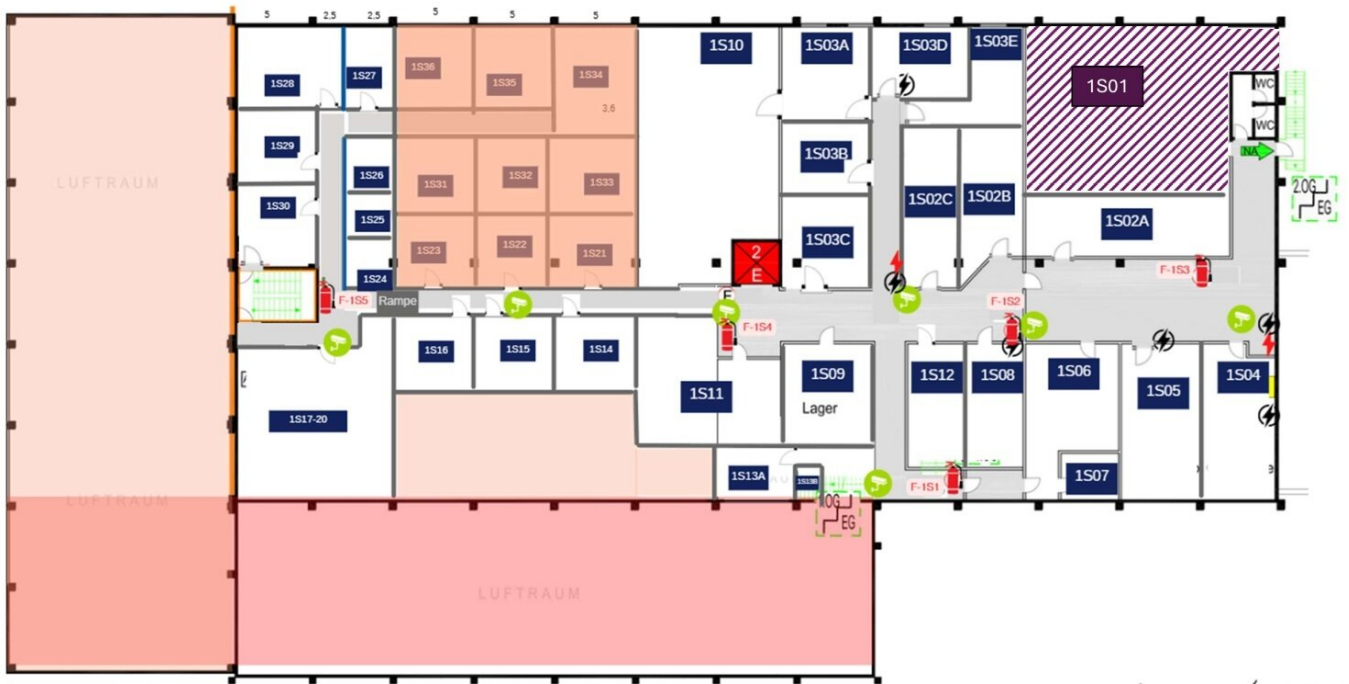 5
2,5
2,5
5
5
5
1S28
1S27
1S36
1S35
1S34
3.6
1S10
1S03A
1S03D
1S03E
1S01
WC
WC
NA
1S29
1S26
1S31
1S32
1S33
1S03B
LUFTRAUM
1S30
1S25
1S02C
1S02B
1S02A
2.OG
EG
1S23
1S22
1S21
1S03C
1S24
2
E
F-1S3
F-1S5
Rampe
F-1S2
F-1S4
1S16
1S15
1S14
1S11
1S09
Lager
1S12
1S08
1S06
1S05
1S04
1S17-20
1S13A
1S13B
F-1S1
1S07
LUFTRAUM
EG
LUFTRAUM